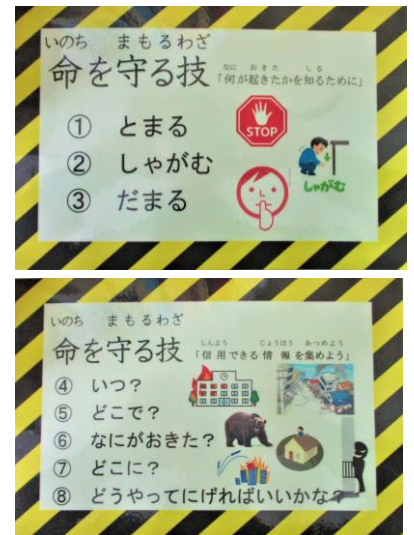 いのち まもるわざ
命を守る技
なに おきた しる
「何が起きたかを知るために」
① とまる
STOP
② しゃがむ
しゃがむ
③ だまる
いのち まもるわざ
命を守る技
しんよう じょうほう あつめよう
「信用できる情報を集めよう」
④ いつ？
⑤ どこで？
⑥ なにがおきた？
⑦ どこに？
⑧ どうやってにげればいいかな？